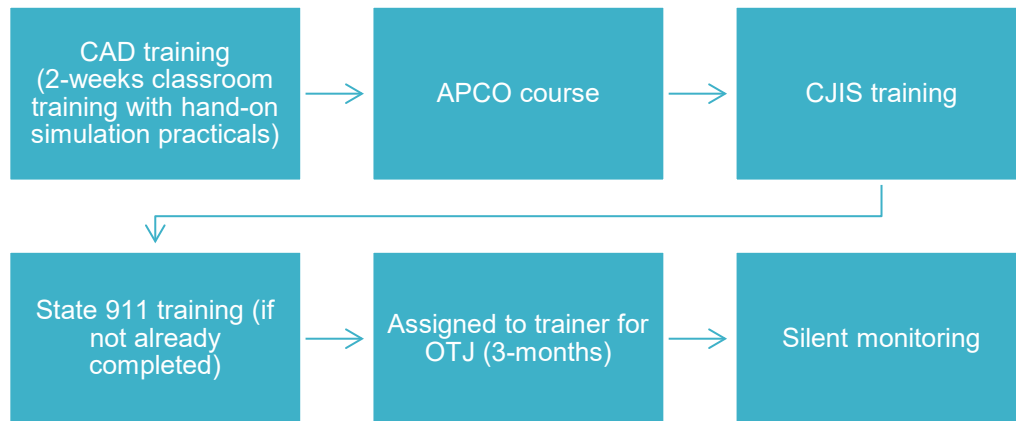 CAD training
(2-weeks classroom
training with hand-on
simulation practicals)
APCO course
CJIS training
State 911 training (if
not already
completed)
Assigned to trainer for
OTJ (3-months)
Silent monitoring